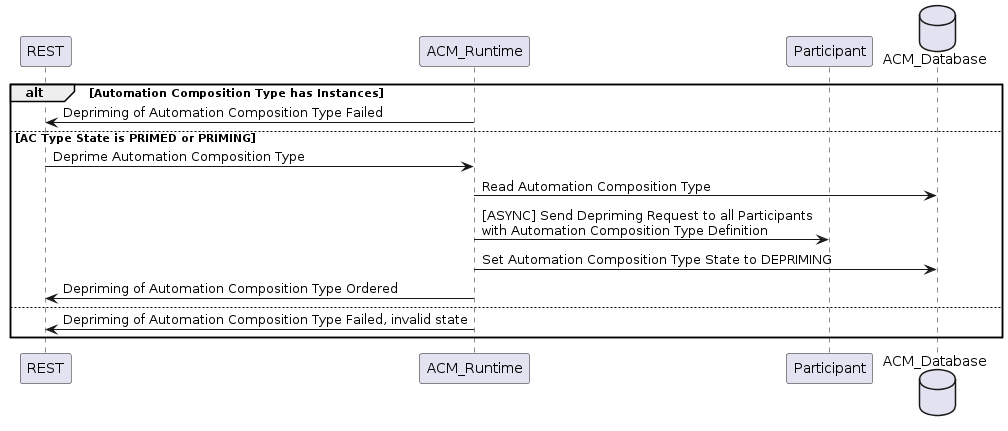 REST
ACM_Runtime
Participant
ACM_Database
alt
[Automation Composition Type has Instances]
Depriming of Automation Composition Type Failed
[AC Type State is PRIMED or PRIMING]
Deprime Automation Composition Type
Read Automation Composition Type
[ASYNC] Send Depriming Request to all Participants
with Automation Composition Type Definition
Set Automation Composition Type State to DEPRIMING
Depriming of Automation Composition Type Ordered
Depriming of Automation Composition Type Failed, invalid state
REST
ACM_Runtime
Participant
ACM_Database